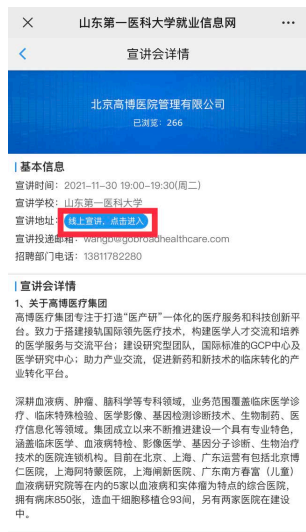 山东第一医科大学就业信息网
宣讲会详情
北京高博医院管理有限公司
已浏览：266
基本信息
宣讲时间：2021-11-30 19:00-19:30(周二)
宣讲学校：山东第一医科大学
宣讲地址：线上宣讲，点击进入
宣讲投递邮箱：wangb@gobroadhealthcare.com
招聘部门电话：13811782280
宣讲会详情
1、关于高博医疗集团
高博医疗集团专注于打造“医产研”一体化的医疗服务和科技创新平
台。致力于搭建接轨国际领先医疗技术，构建医学人才交流和培养
的医学服务与交流平台；建设研究型团队，国际标准的GCP中心及
医学研究中心；助力产业交流，促进新药和新技术的临床转化的产
业转化平台。
深耕血液病、肿瘤、脑科学等专科领域，业务范围覆盖临床医学诊
疗、临床特殊检验、医学影像、基因检测诊断技术、生物制药、医
疗信息化等领域。集团成立以来不断推进建设一个具有专业特色，
涵盖临床医学、血液病特检、影像医学、基因分子诊断、生物治疗
技术的医院连锁机构。目前在北京、上海、广东运营有包括北京博
仁医院，上海阿特蒙医院，上海闸新医院、广东南方春富（儿童）
血液病研究院等在内的5家以血液病和实体瘤为特点的综合医院，
拥有病床850张，造血干细胞移植仓93间，另有两家医院在建设
中。